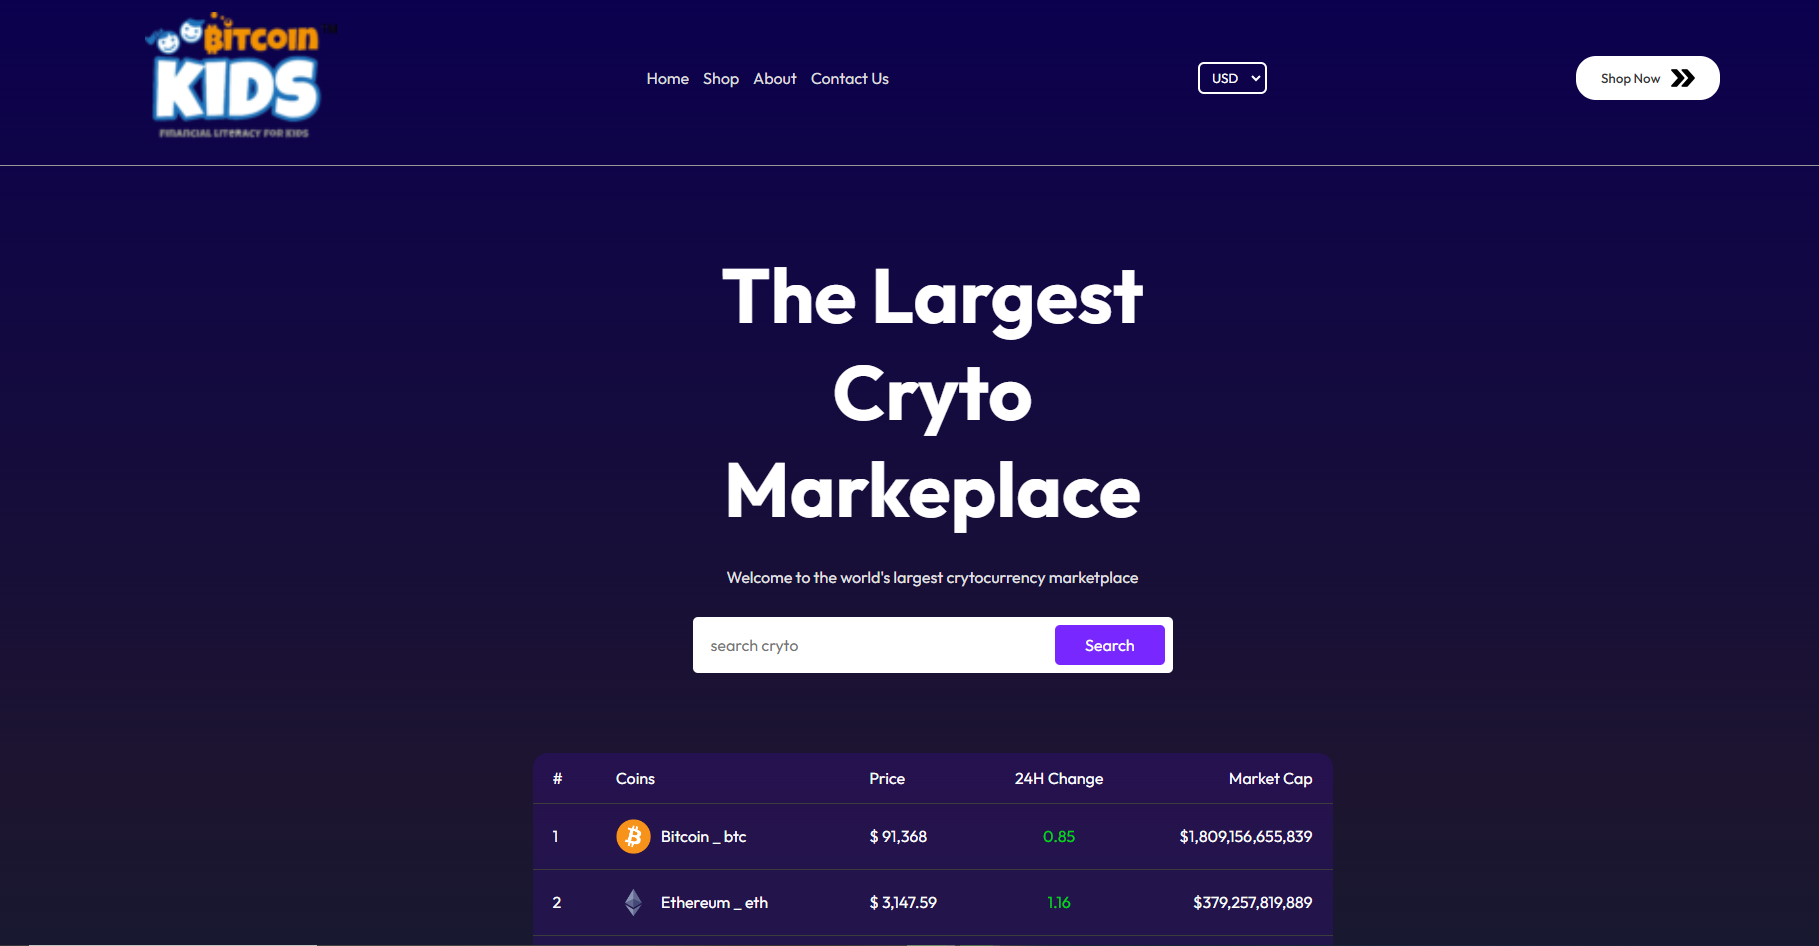 BITCOIN
KIDS
FINANCIAL LITERACY FOR KIDS
Home Shop About Contact Us
USD
Shop Now
The Largest
Cryto
Markeplace
Welcome to the world's largest crytocurrency marketplace
search cryto
Search
# Coins Price 24H Change Market Cap
1 Bitcoin _ btc $ 91,368 0.85 $1,809,156,655,839
2 Ethereum _ eth $ 3,147.59 1.16 $379,257,819,889